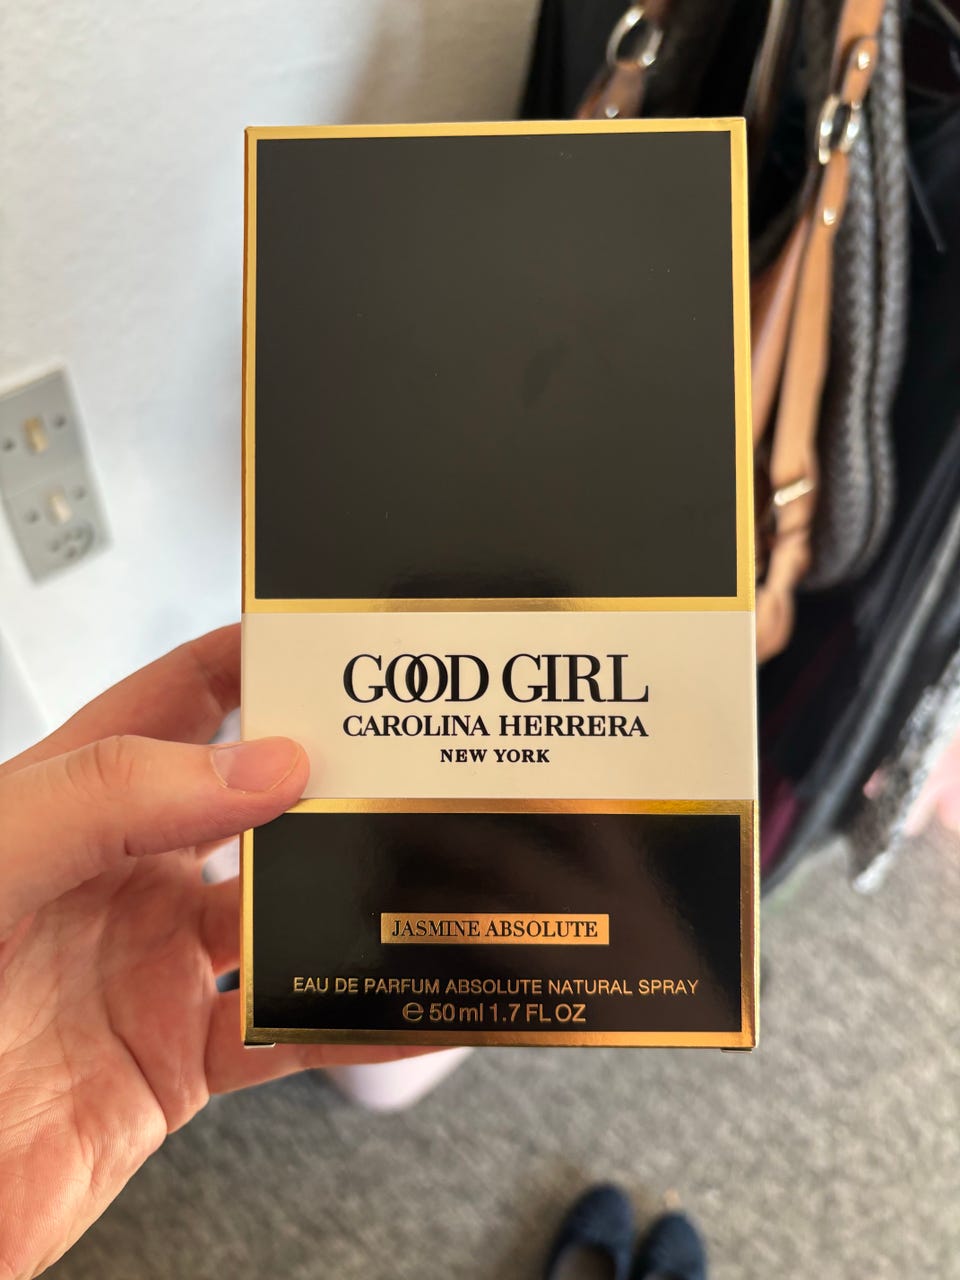 GOOD GIRL
CAROLINA HERRERA
NEW YORK
JASMINE ABSOLUTE
EAU DE PARFUM ABSOLUTE NATURAL SPRAY
℮ 50 ml 1.7 FL OZ